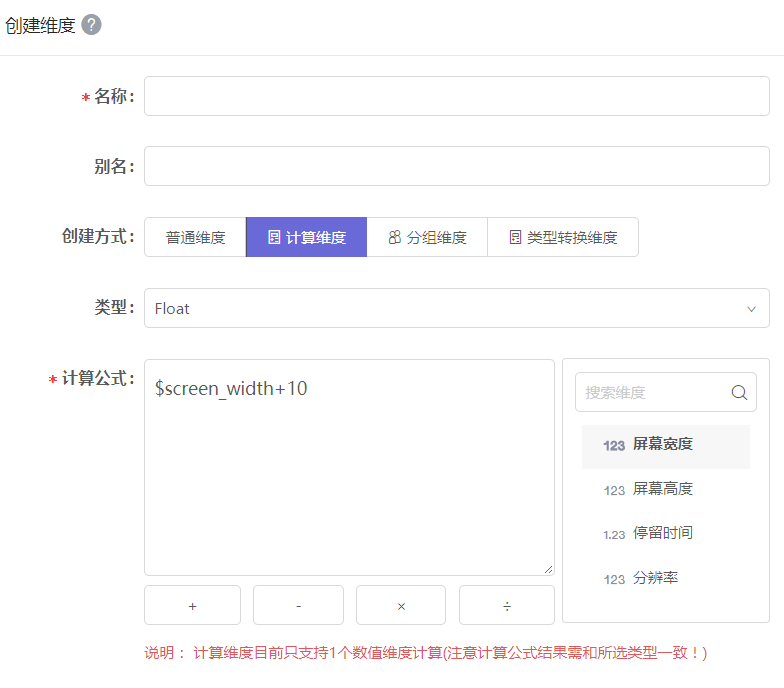 创建维度 ?
* 名称：
别名：
创建方式： 普通维度 计算维度 分组维度 类型转换维度
类型： Float
* 计算公式： $screen_width+10
搜索维度
123 屏幕宽度
123 屏幕高度
1.23 停留时间
123 分辨率
+ - × ÷
说明： 计算维度目前只支持1个数值维度计算(注意计算公式结果需和所选类型一致！)